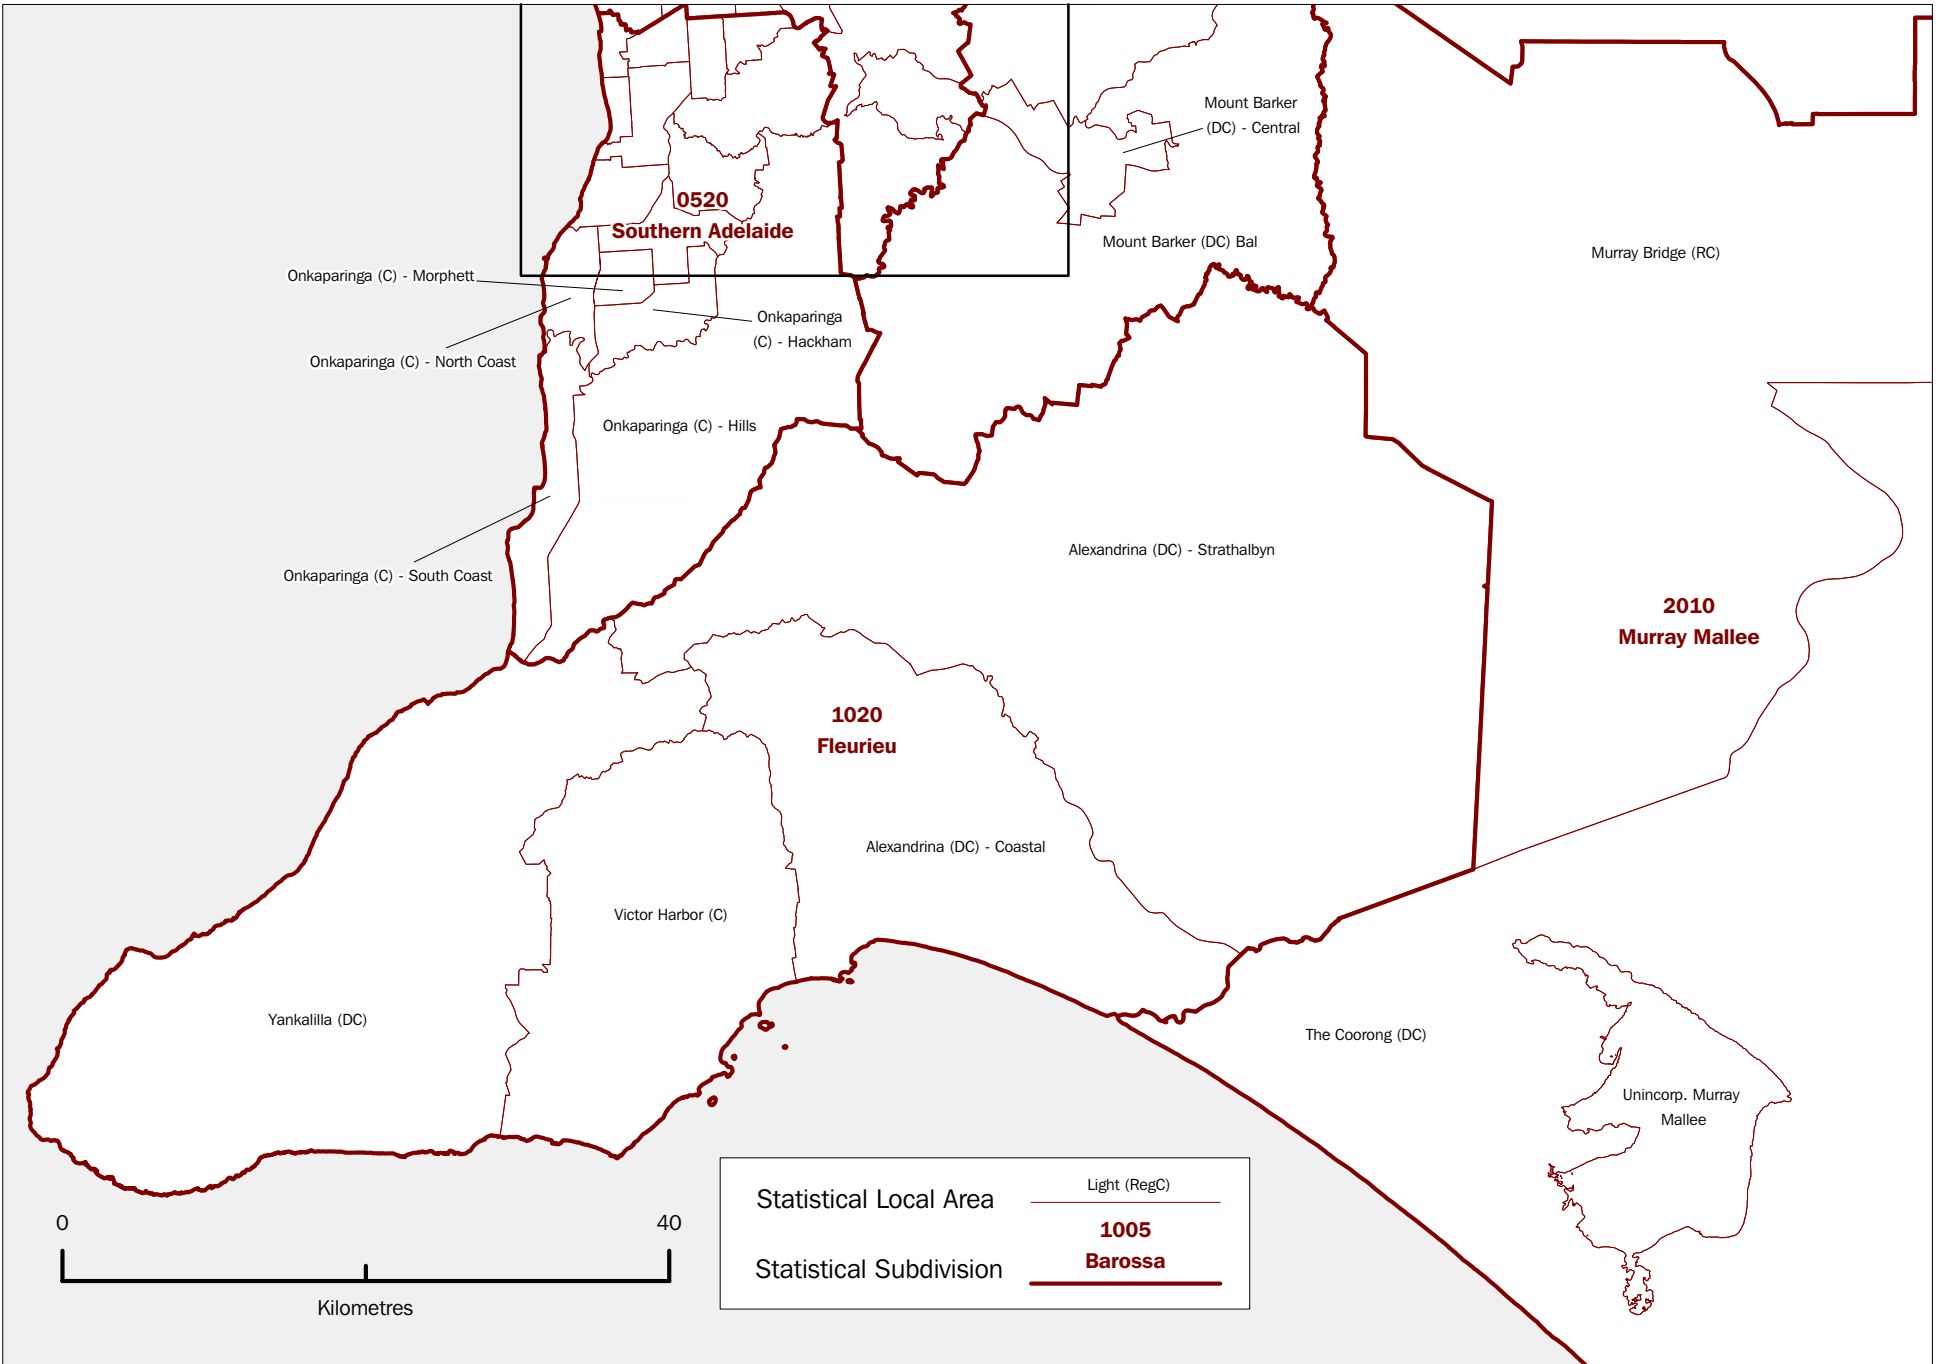 Mount Barker
(DC) - Central
0520
Southern Adelaide
Mount Barker (DC) Bal
Murray Bridge (RC)
Onkaparinga (C) - Morphett
Onkaparinga
(C) - Hackham
Onkaparinga (C) - North Coast
Onkaparinga (C) - Hills
Alexandrina (DC) - Strathalbyn
Onkaparinga (C) - South Coast
2010
Murray Mallee
1020
Fleurieu
Alexandrina (DC) - Coastal
Victor Harbor (C)
Yankalilla (DC)
The Coorong (DC)
Unincorp. Murray
Mallee
0
40
Kilometres
Statistical Local Area
Light (RegC)
1005
Barossa
Statistical Subdivision